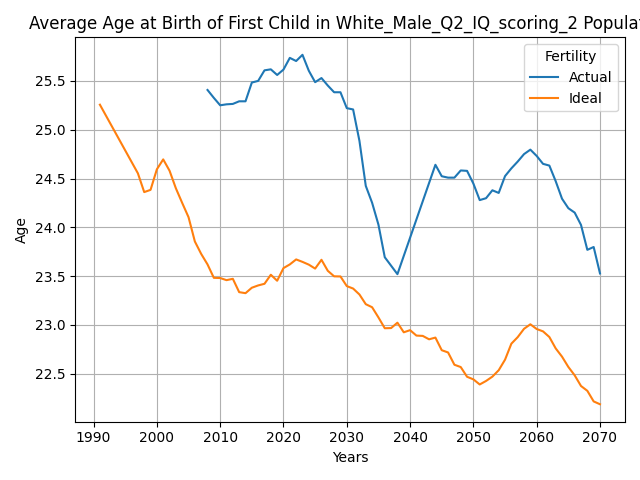 Average Age at Birth of First Child in White_Male_Q2_IQ_scoring_2
Fertility
Actual
Ideal
Age
25.5
25.0
24.5
24.0
23.5
23.0
22.5
1990 2000 2010 2020 2030 2040 2050 2060 2070
Years